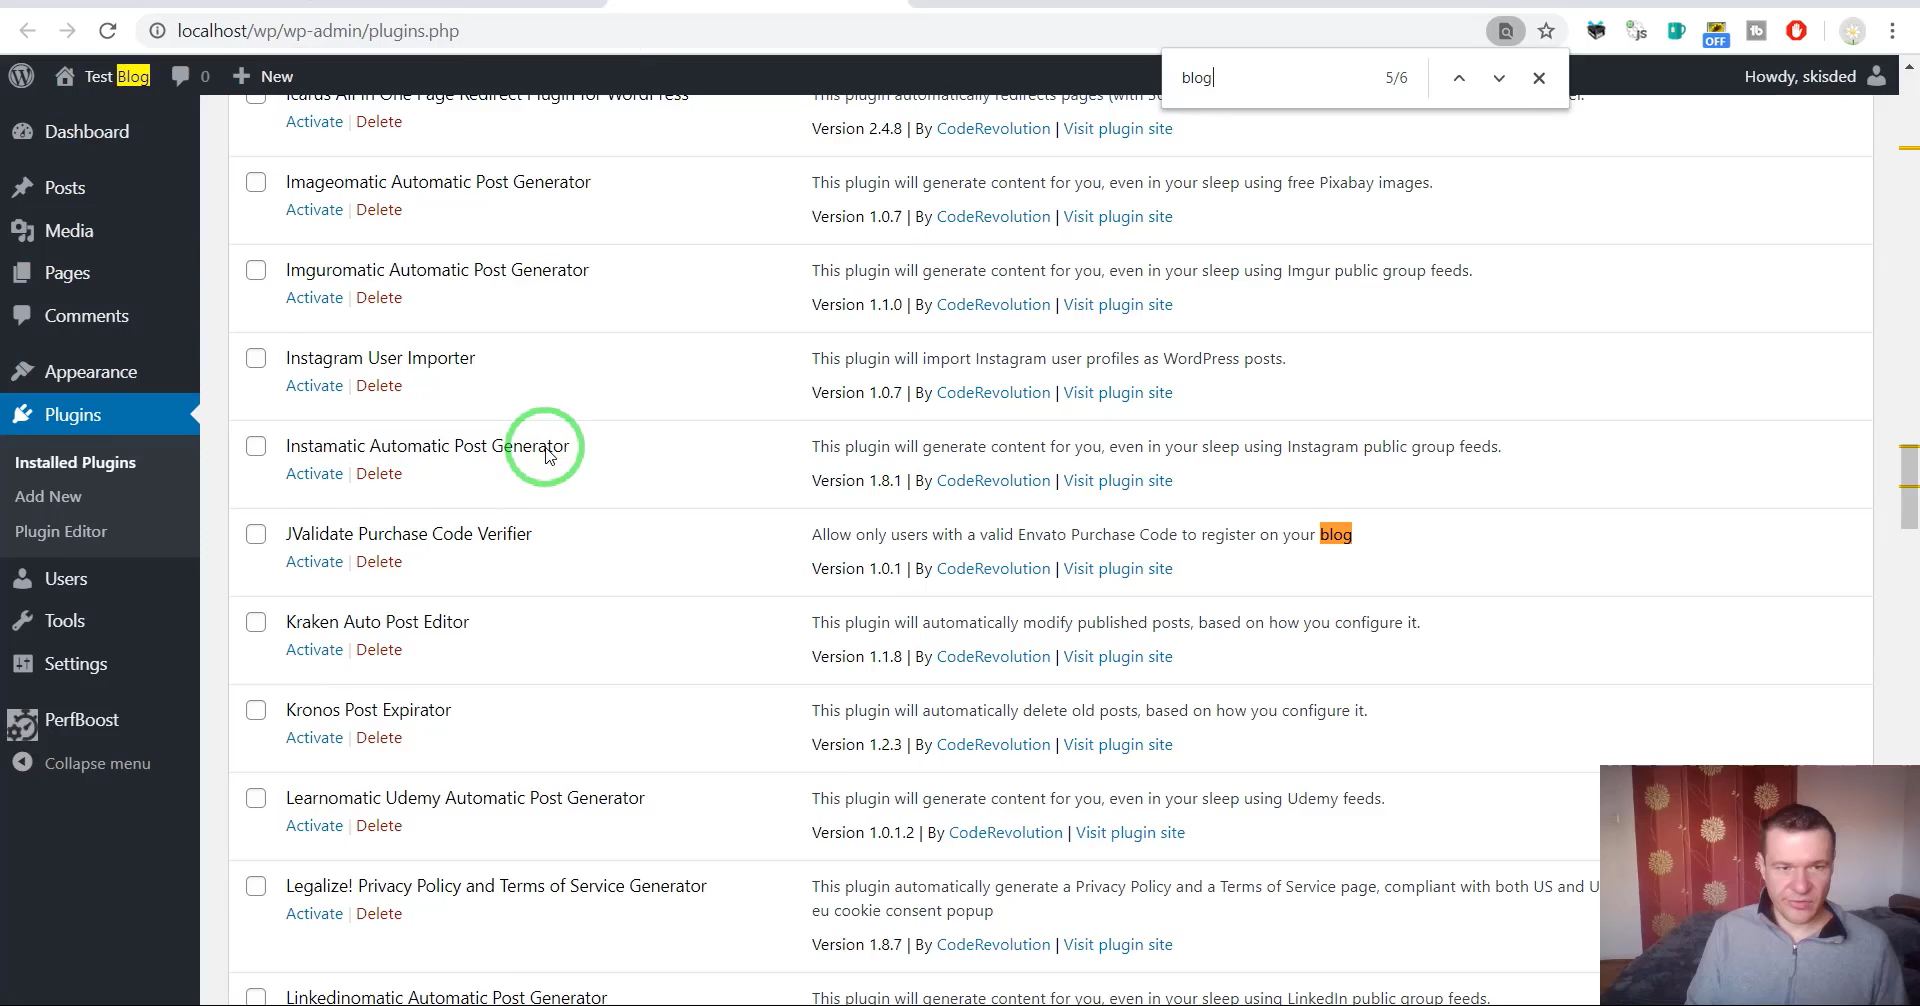 localhost/wp/wp-admin/plugins.php
OFF
blog 5/6
Test Blog 0 New
Howdy, skisded
Dashboard
Posts
Media
Pages
Comments
Appearance
Plugins
Installed Plugins
Add New
Plugin Editor
Users
Tools
Settings
PerfBoost
Collapse menu
Icarus All In One Page Redirect Plugin for WordPress
Activate | Delete
This plugin automatically redirects pages (with
Version 2.4.8 | By CodeRevolution | Visit plugin site
Imageomatic Automatic Post Generator
Activate | Delete
This plugin will generate content for you, even in your sleep using free Pixabay images.
Version 1.0.7 | By CodeRevolution | Visit plugin site
Imguromatic Automatic Post Generator
Activate | Delete
This plugin will generate content for you, even in your sleep using Imgur public group feeds.
Version 1.1.0 | By CodeRevolution | Visit plugin site
Instagram User Importer
Activate | Delete
This plugin will import Instagram user profiles as WordPress posts.
Version 1.0.7 | By CodeRevolution | Visit plugin site
Instamatic Automatic Post Generator
Activate | Delete
This plugin will generate content for you, even in your sleep using Instagram public group feeds.
Version 1.8.1 | By CodeRevolution | Visit plugin site
JValidate Purchase Code Verifier
Activate | Delete
Allow only users with a valid Envato Purchase Code to register on your blog
Version 1.0.1 | By CodeRevolution | Visit plugin site
Kraken Auto Post Editor
Activate | Delete
This plugin will automatically modify published posts, based on how you configure it.
Version 1.1.8 | By CodeRevolution | Visit plugin site
Kronos Post Expirator
Activate | Delete
This plugin will automatically delete old posts, based on how you configure it.
Version 1.2.3 | By CodeRevolution | Visit plugin site
Learnomatic Udemy Automatic Post Generator
Activate | Delete
This plugin will generate content for you, even in your sleep using Udemy feeds.
Version 1.0.1.2 | By CodeRevolution | Visit plugin site
Legalize! Privacy Policy and Terms of Service Generator
Activate | Delete
This plugin automatically generate a Privacy Policy and a Terms of Service page, compliant with both US and U
eu cookie consent popup
Version 1.8.7 | By CodeRevolution | Visit plugin site
Linkedinomatic Automatic Post Generator
This plugin will generate content for you, even in your sleep using LinkedIn public group feeds.